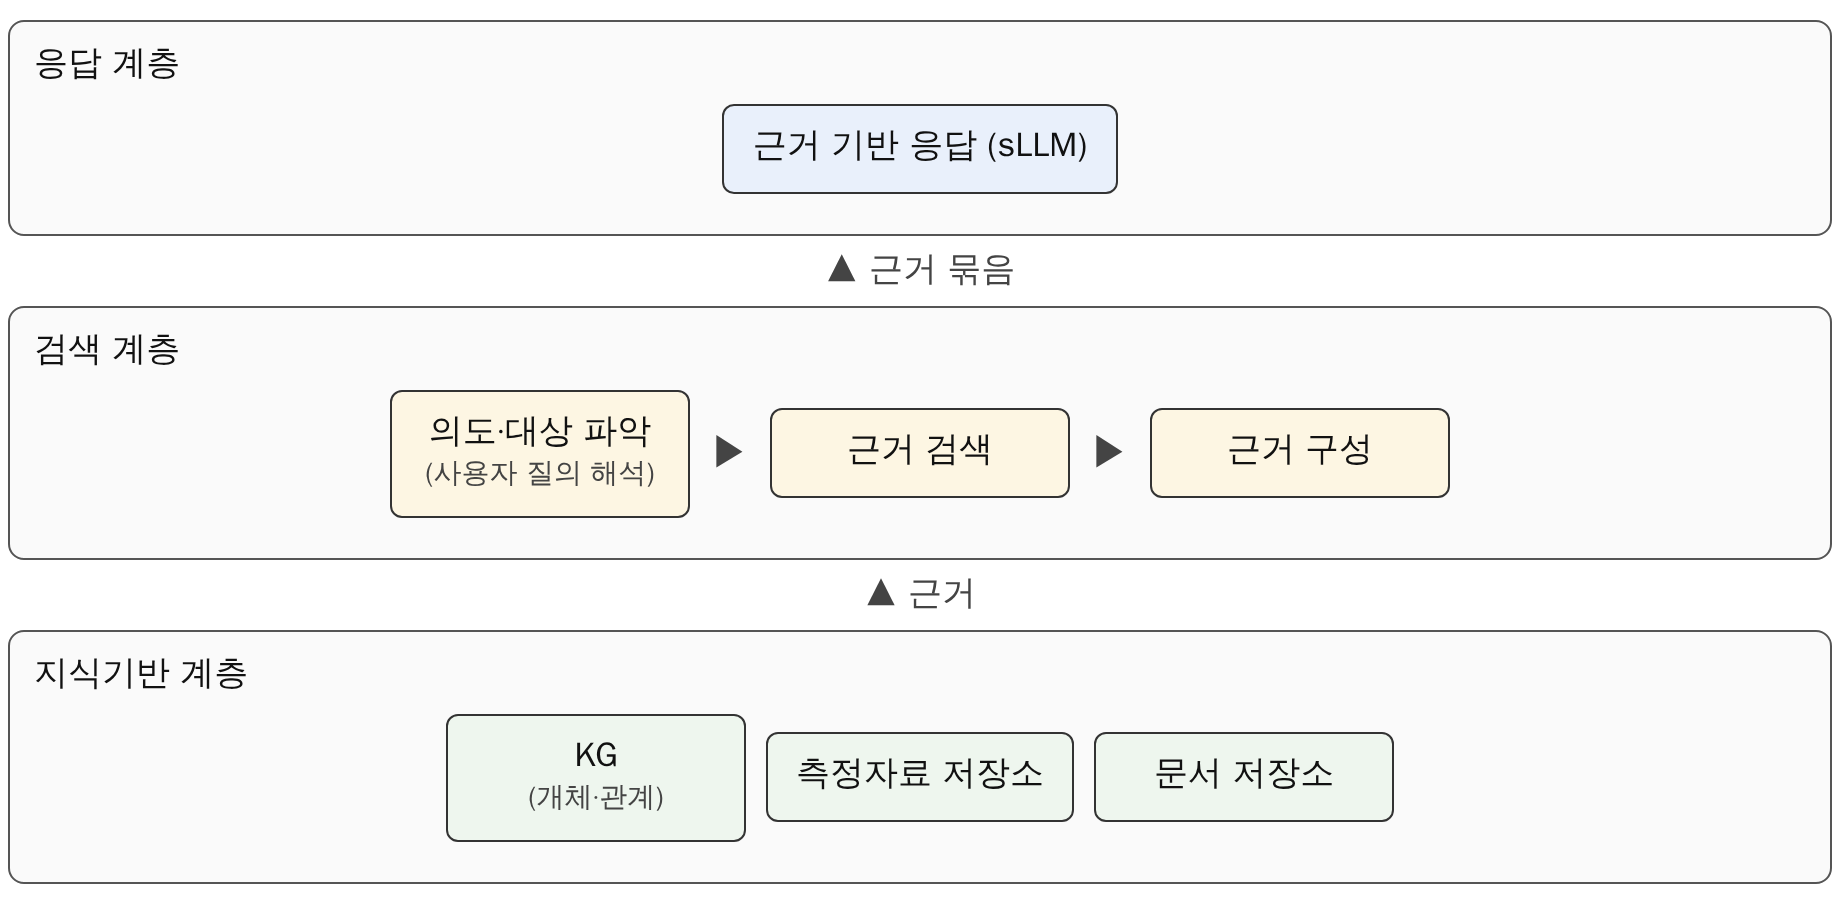 응답 계층
근거 기반 응답 (sLLM)
▲ 근거 묶음
검색 계층
의도·대상 파악
(사용자 질의 해석)
▶
근거 검색
▶
근거 구성
▲ 근거
지식기반 계층
KG
(개체·관계)
측정자료 저장소
문서 저장소